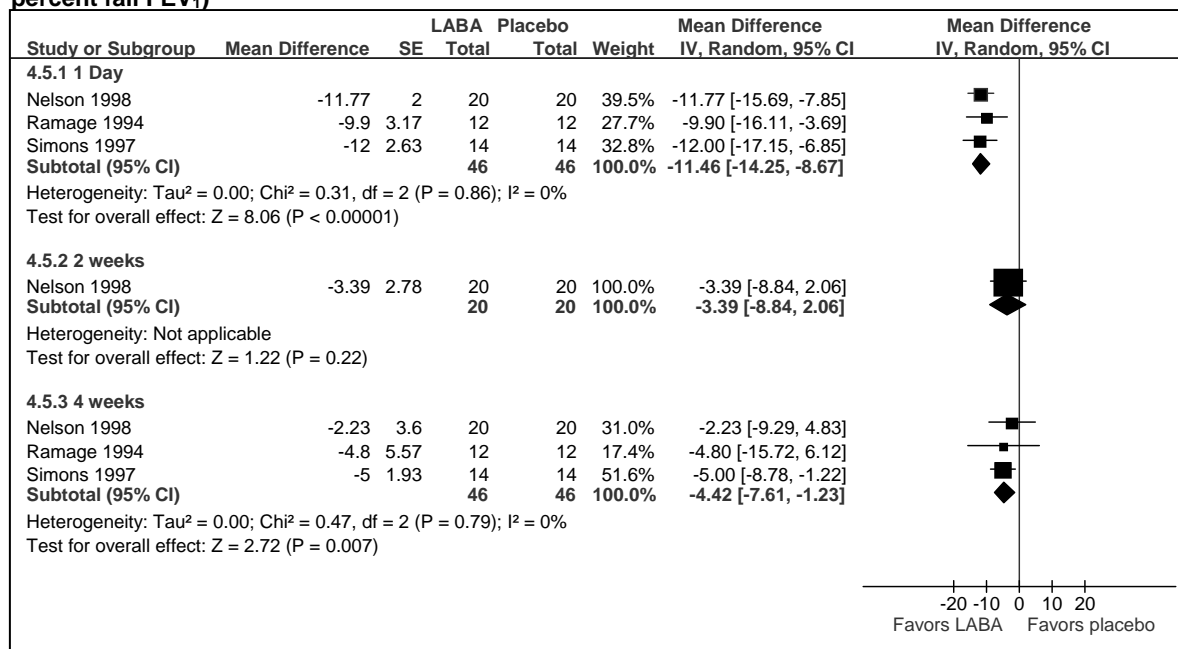 percent fall FEV₁)
LABA Placebo Mean Difference Mean Difference
Study or Subgroup Mean Difference SE Total Total Weight IV, Random, 95% CI IV, Random, 95% CI
4.5.1 1 Day
Nelson 1998 -11.77 2 20 20 39.5% -11.77 [-15.69, -7.85]
Ramage 1994 -9.9 3.17 12 12 27.7% -9.90 [-16.11, -3.69]
Simons 1997 -12 2.63 14 14 32.8% -12.00 [-17.15, -6.85]
Subtotal (95% CI) 46 46 100.0% -11.46 [-14.25, -8.67]
Heterogeneity: Tau² = 0.00; Chi² = 0.31, df = 2 (P = 0.86); I² = 0%
Test for overall effect: Z = 8.06 (P < 0.00001)
4.5.2 2 weeks
Nelson 1998 -3.39 2.78 20 20 100.0% -3.39 [-8.84, 2.06]
Subtotal (95% CI) 20 20 100.0% -3.39 [-8.84, 2.06]
Heterogeneity: Not applicable
Test for overall effect: Z = 1.22 (P = 0.22)
4.5.3 4 weeks
Nelson 1998 -2.23 3.6 20 20 31.0% -2.23 [-9.29, 4.83]
Ramage 1994 -4.8 5.57 12 12 17.4% -4.80 [-15.72, 6.12]
Simons 1997 -5 1.93 14 14 51.6% -5.00 [-8.78, -1.22]
Subtotal (95% CI) 46 46 100.0% -4.42 [-7.61, -1.23]
Heterogeneity: Tau² = 0.00; Chi² = 0.47, df = 2 (P = 0.79); I² = 0%
Test for overall effect: Z = 2.72 (P = 0.007)
-20 -10 0 10 20
Favors LABA Favors placebo